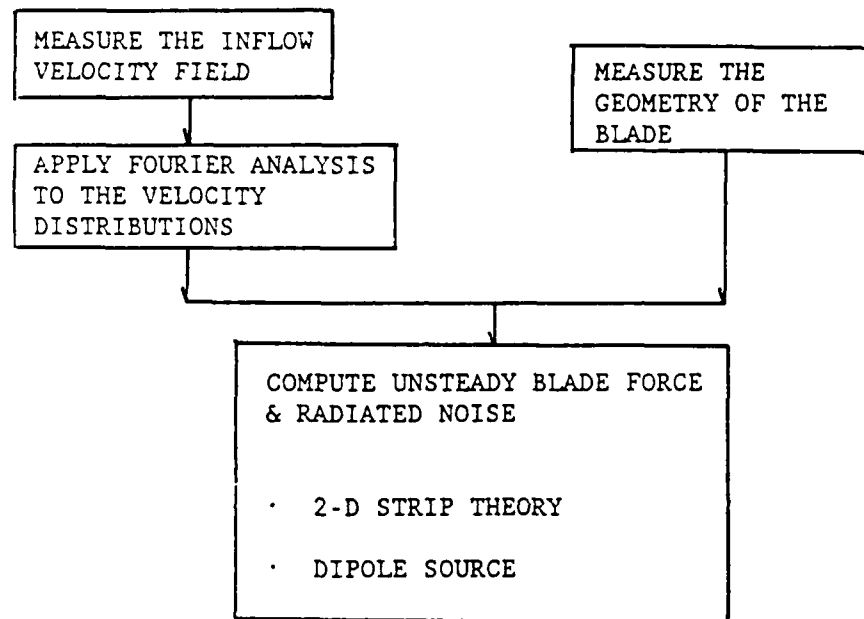 MEASURE THE INFLOW
VELOCITY FIELD
MEASURE THE
GEOMETRY OF THE
BLADE
APPLY FOURIER ANALYSIS
TO THE VELOCITY
DISTRIBUTIONS
COMPUTE UNSTEADY BLADE FORCE
& RADIATED NOISE
· 2-D STRIP THEORY
· DIPOLE SOURCE